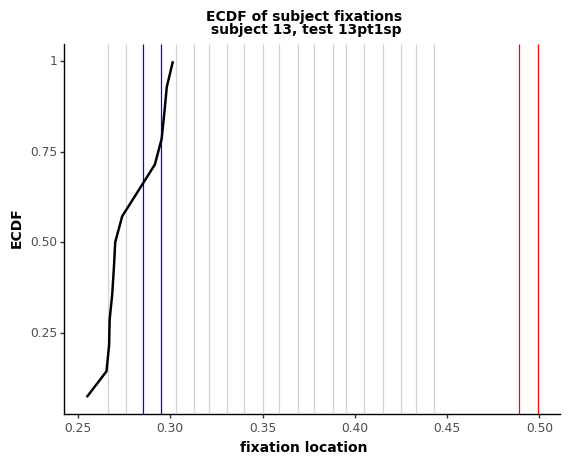 ECDF of subject fixations
subject 13, test 13pt1sp
1
0.75
0.50
0.25
ECDF
0.25 0.30 0.35 0.40 0.45 0.50
fixation location